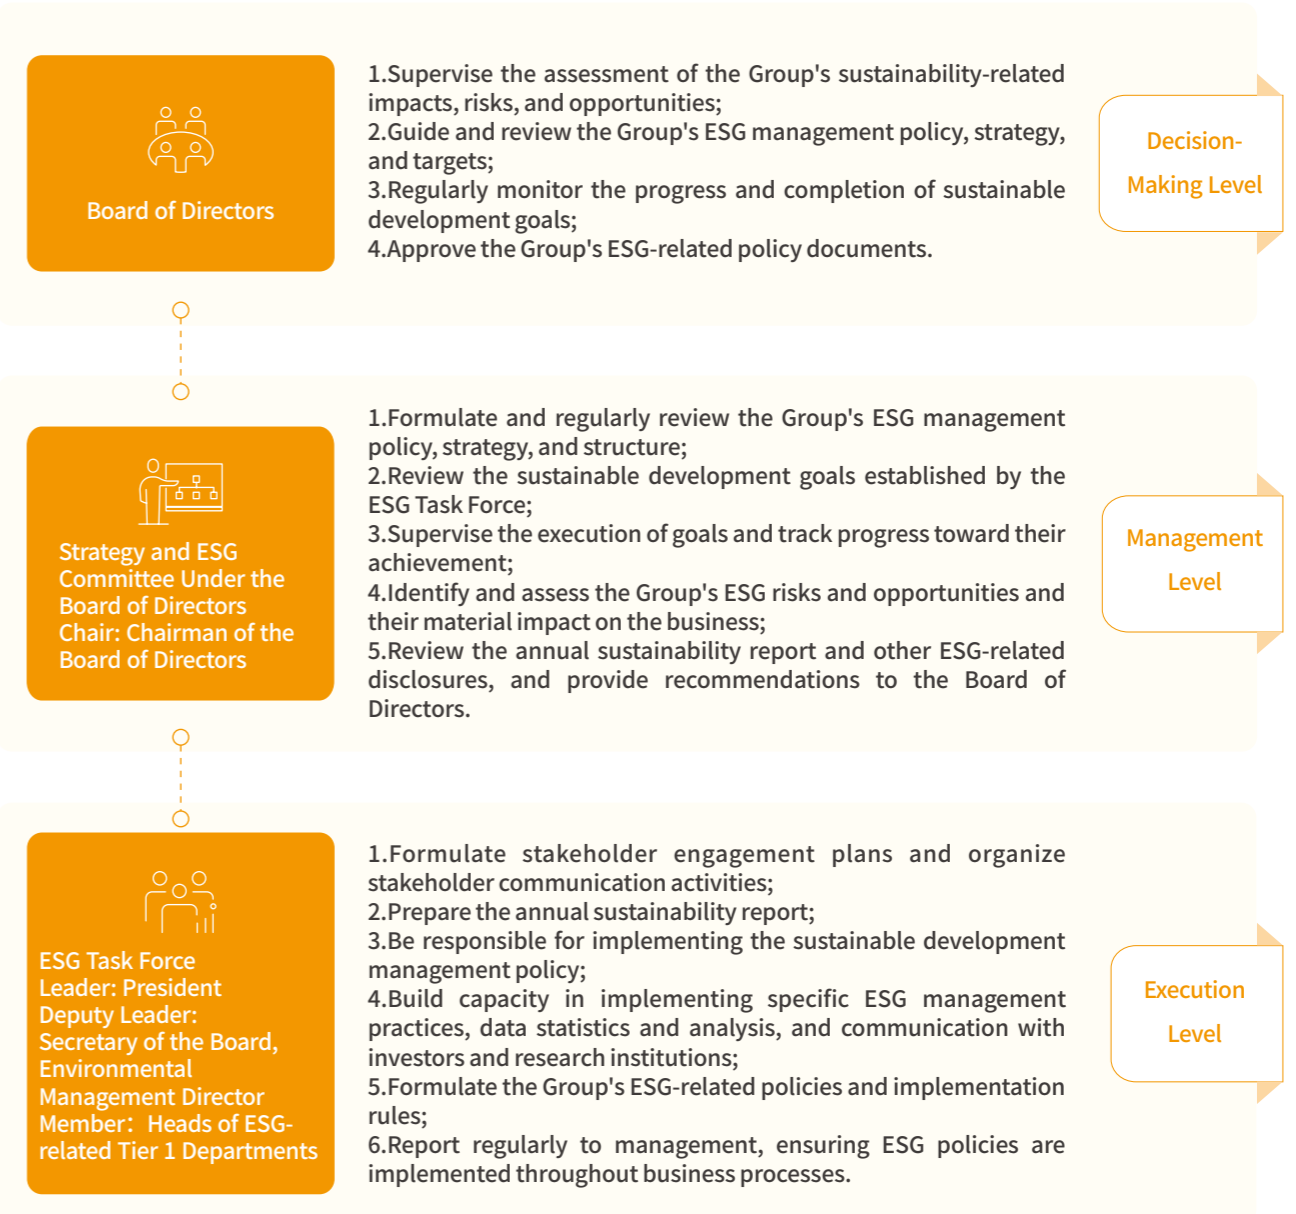 Board of Directors
1.Supervise the assessment of the Group's sustainability-related
impacts, risks, and opportunities;
2.Guide and review the Group's ESG management policy, strategy,
and targets;
3.Regularly monitor the progress and completion of sustainable
development goals;
4.Approve the Group's ESG-related policy documents.
Decision-
Making Level
Strategy and ESG
Committee Under the
Board of Directors
Chair: Chairman of the
Board of Directors
1.Formulate and regularly review the Group's ESG management
policy, strategy, and structure;
2.Review the sustainable development goals established by the
ESG Task Force;
3.Supervise the execution of goals and track progress toward their
achievement;
4.Identify and assess the Group's ESG risks and opportunities and
their material impact on the business;
5.Review the annual sustainability report and other ESG-related
disclosures, and provide recommendations to the Board of
Directors.
Management
Level
ESG Task Force
Leader: President
Deputy Leader:
Secretary of the Board,
Environmental
Management Director
Member：Heads of ESG-
related Tier 1 Departments
1.Formulate stakeholder engagement plans and organize
stakeholder communication activities;
2.Prepare the annual sustainability report;
3.Be responsible for implementing the sustainable development
management policy;
4.Build capacity in implementing specific ESG management
practices, data statistics and analysis, and communication with
investors and research institutions;
5.Formulate the Group's ESG-related policies and implementation
rules;
6.Report regularly to management, ensuring ESG policies are
implemented throughout business processes.
Execution
Level